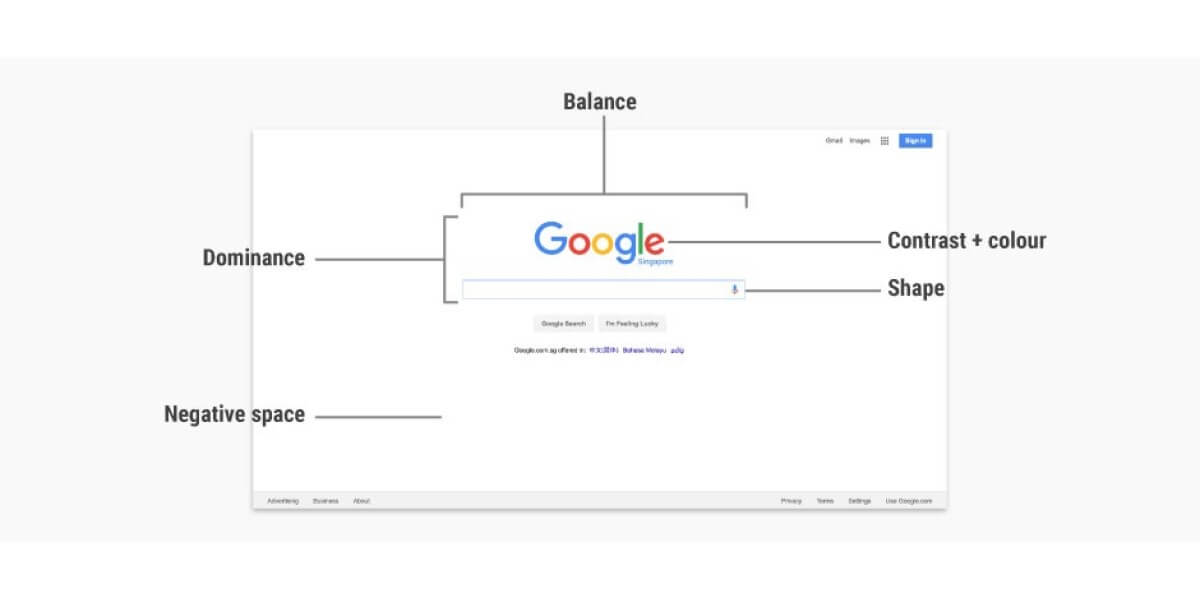 Balance
Gmail Images Sign in
Google
Singapore
Contrast + colour
Dominance
Shape
Google Search I'm Feeling Lucky
Google.com.sg offered in: 中文(简体) Bahasa Melayu தமிழ்
Negative space
Advertising Business About Privacy Terms Settings Use Google.com